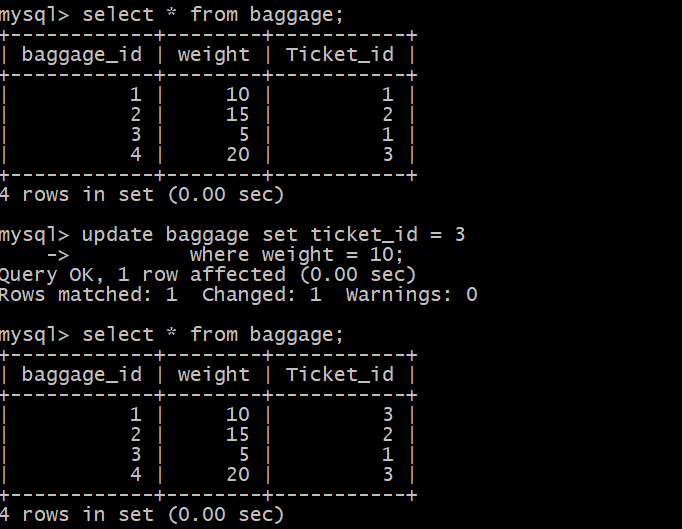 mysql> select * from baggage;
+------------+--------+-----------+
| baggage_id | weight | Ticket_id |
+------------+--------+-----------+
|          1 |     10 |         1 |
|          2 |     15 |         2 |
|          3 |      5 |         1 |
|          4 |     20 |         3 |
+------------+--------+-----------+
4 rows in set (0.00 sec)

mysql> update baggage set ticket_id = 3
    ->          where weight = 10;
Query OK, 1 row affected (0.00 sec)
Rows matched: 1  Changed: 1  Warnings: 0

mysql> select * from baggage;
+------------+--------+-----------+
| baggage_id | weight | Ticket_id |
+------------+--------+-----------+
|          1 |     10 |         3 |
|          2 |     15 |         2 |
|          3 |      5 |         1 |
|          4 |     20 |         3 |
+------------+--------+-----------+
4 rows in set (0.00 sec)